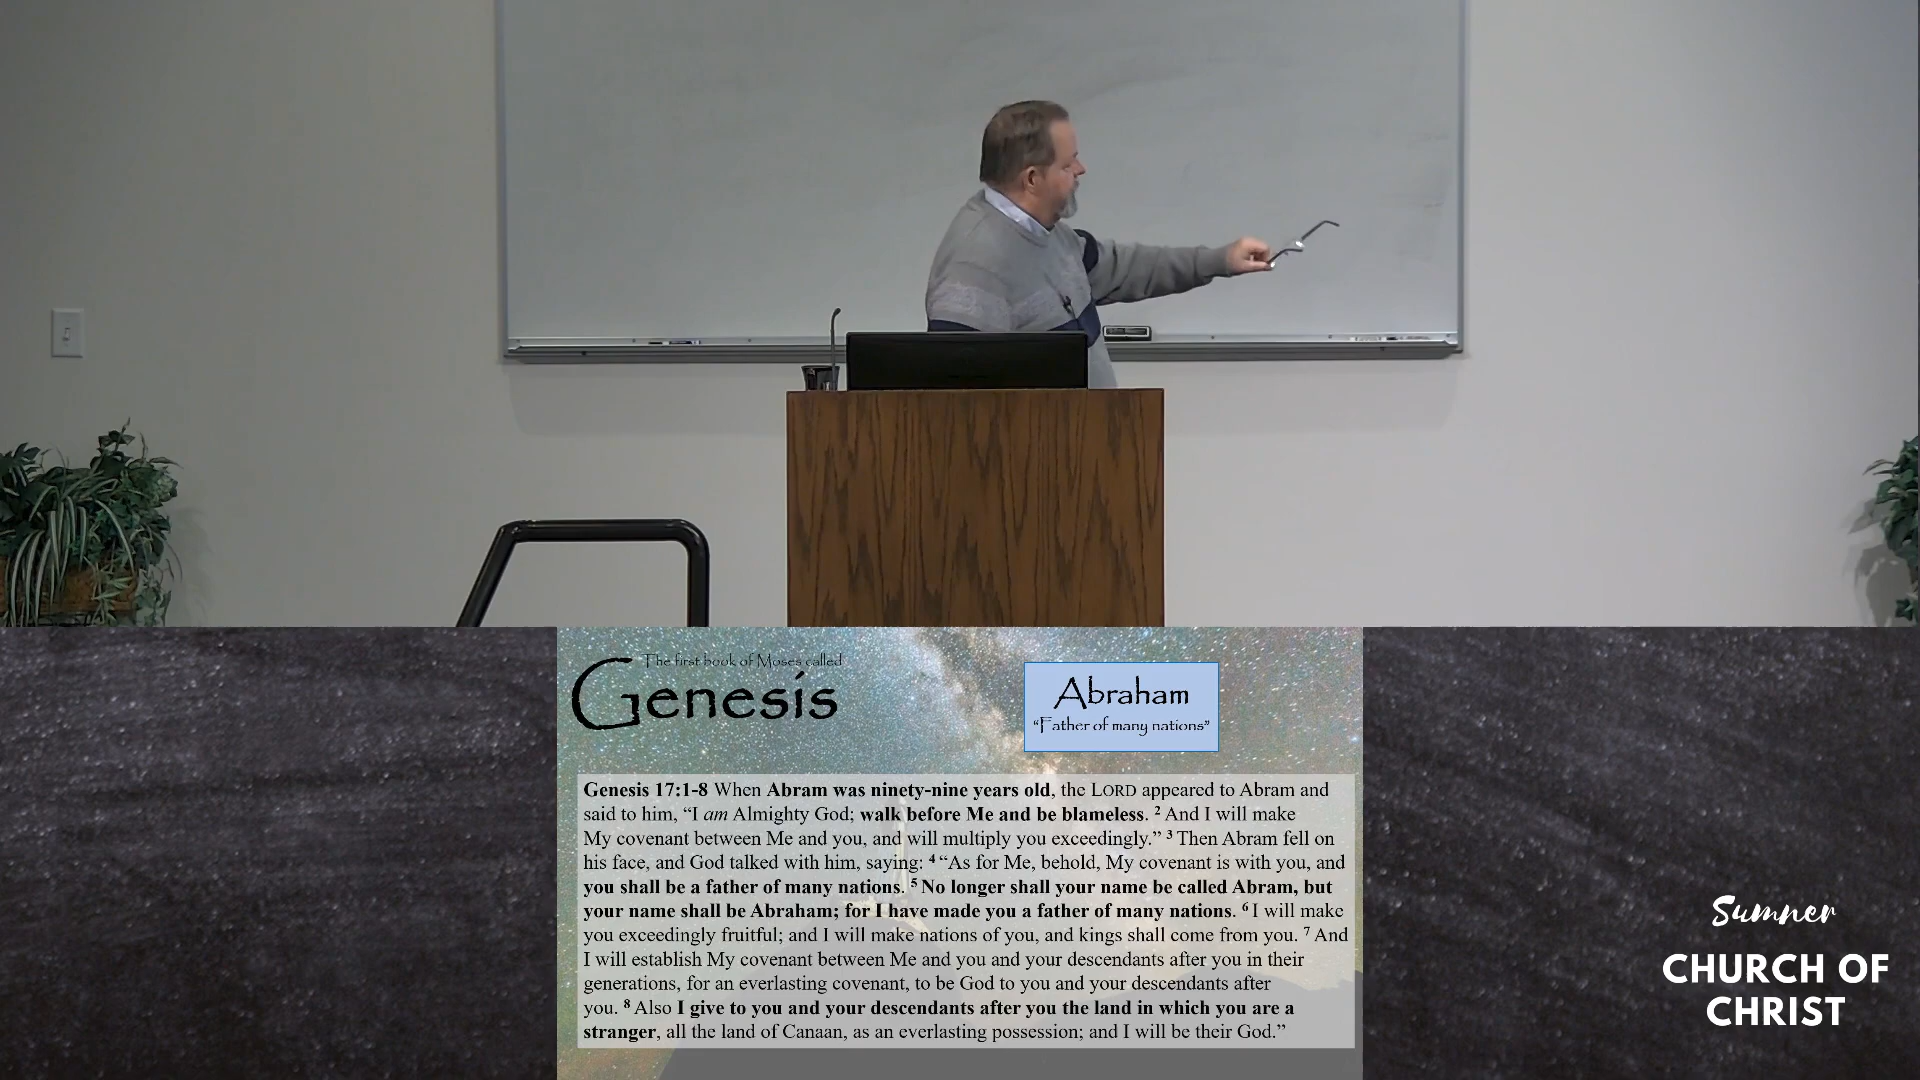 The first book of Moses called
Genesis
Abraham
“Father of many nations”
Genesis 17:1-8 When Abram was ninety-nine years old, the LORD appeared to Abram and
said to him, “I am Almighty God; walk before Me and be blameless. 2 And I will make
My covenant between Me and you, and will multiply you exceedingly.” 3 Then Abram fell on
his face, and God talked with him, saying: 4 “As for Me, behold, My covenant is with you, and
you shall be a father of many nations. 5 No longer shall your name be called Abram, but
your name shall be Abraham; for I have made you a father of many nations. 6 I will make
you exceedingly fruitful; and I will make nations of you, and kings shall come from you. 7 And
I will establish My covenant between Me and you and your descendants after you in their
generations, for an everlasting covenant, to be God to you and your descendants after
you. 8 Also I give to you and your descendants after you the land in which you are a
stranger, all the land of Canaan, as an everlasting possession; and I will be their God.”
Sumner
CHURCH OF
CHRIST